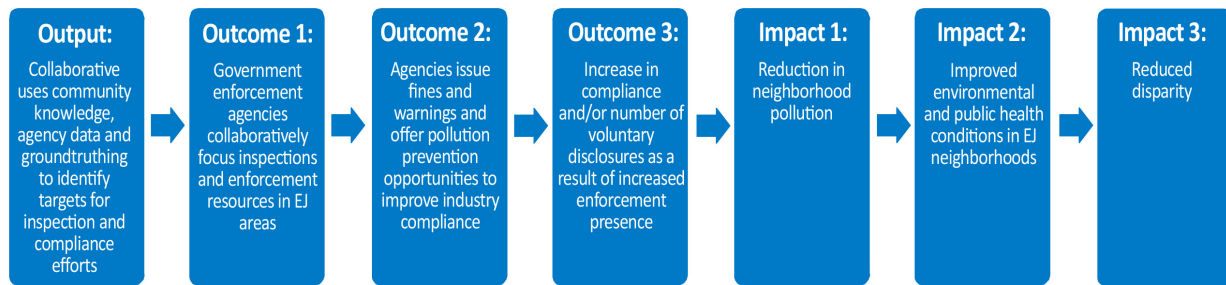 Output:
Collaborative
uses community
knowledge,
agency data and
groundtruthing
to identify
targets for
inspection and
compliance
efforts
Outcome 1:
Government
enforcement
agencies
collaboratively
focus inspections
and enforcement
resources in EJ
areas
Outcome 2:
Agencies issue
fines and
warnings and
offer pollution
prevention
opportunities to
improve industry
compliance
Outcome 3:
Increase in
compliance
and/or number of
voluntary
disclosures as a
result of increased
enforcement
presence
Impact 1:
Reduction in
neighborhood
pollution
Impact 2:
Improved
environmental
and public health
conditions in EJ
neighborhoods
Impact 3:
Reduced
disparity